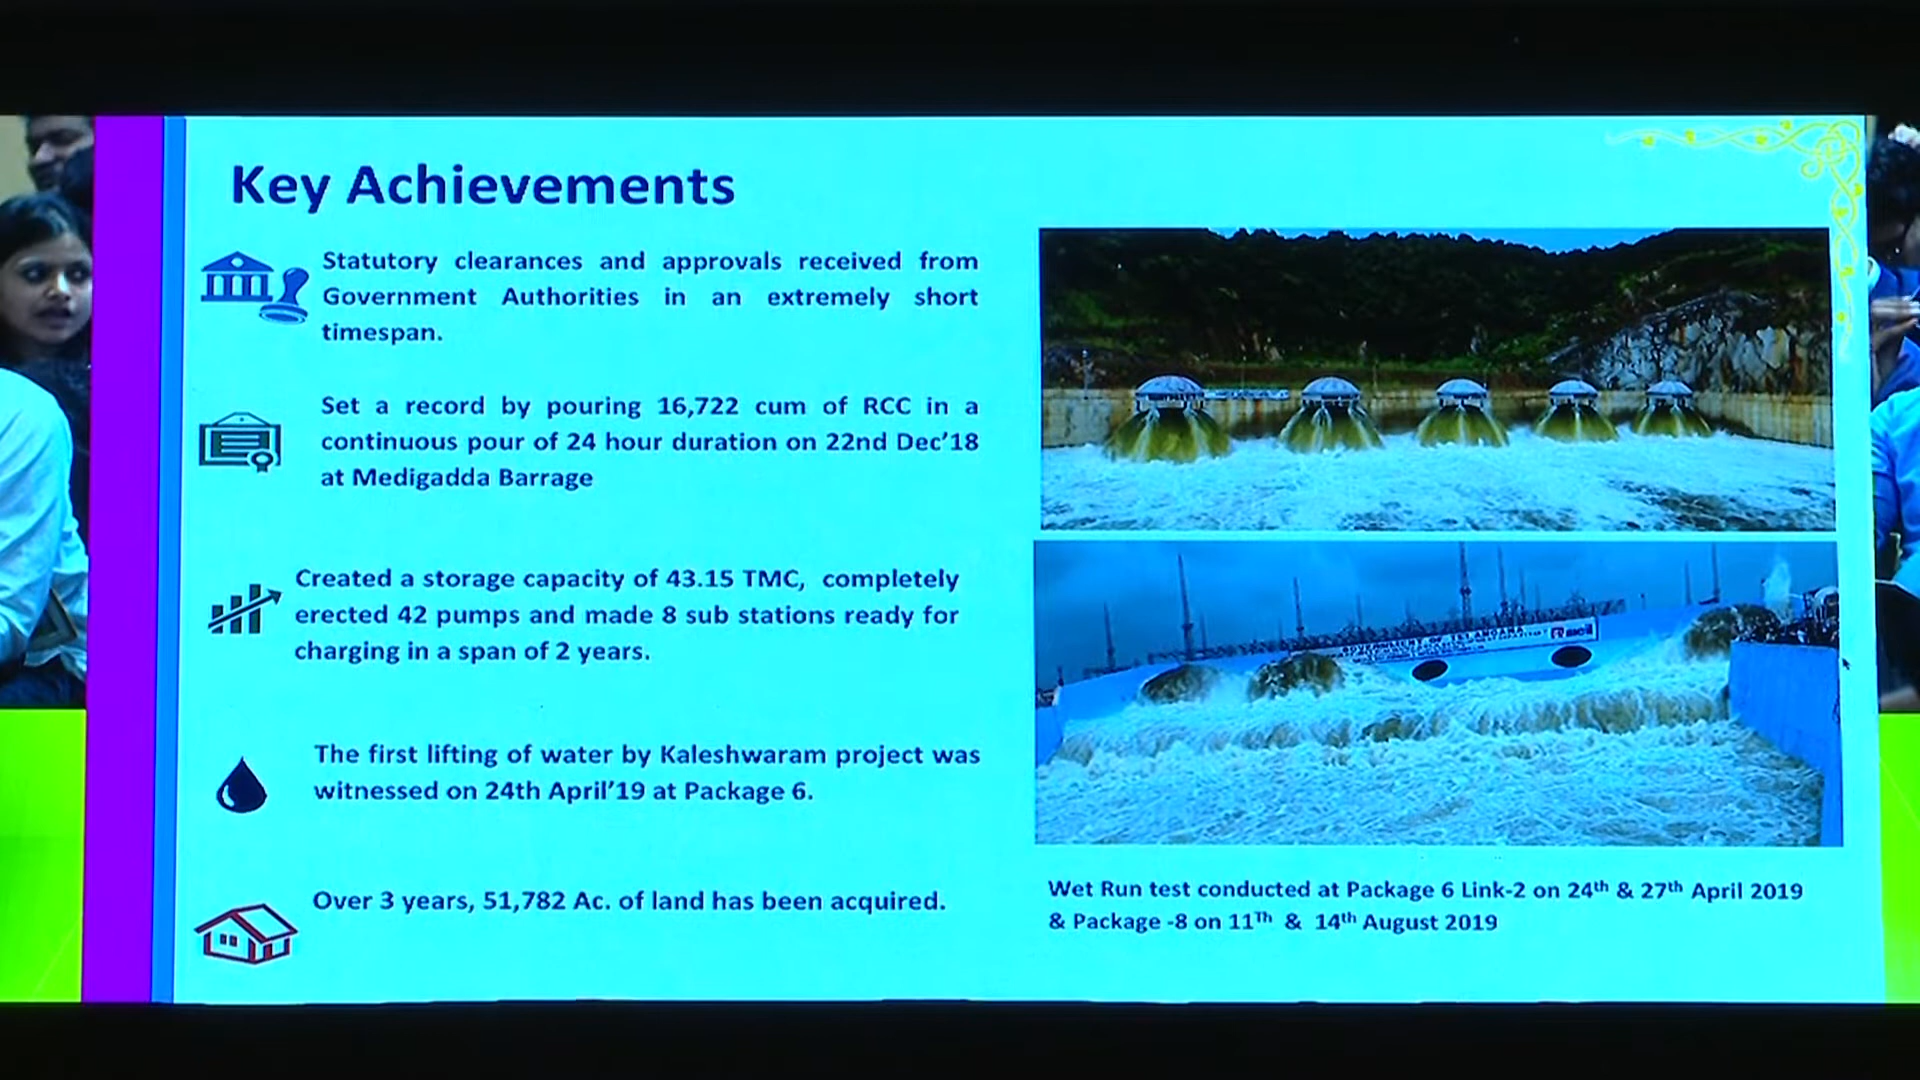 Key Achievements
Statutory clearances and approvals received from
Government Authorities in an extremely short
timespan.
Set a record by pouring 16,722 cum of RCC in a
continuous pour of 24 hour duration on 22nd Dec’18
at Medigadda Barrage
Created a storage capacity of 43.15 TMC, completely
erected 42 pumps and made 8 sub stations ready for
charging in a span of 2 years.
The first lifting of water by Kaleshwaram project was
witnessed on 24th April’19 at Package 6.
Over 3 years, 51,782 Ac. of land has been acquired.
GOVERNMENT OF TELANGANA
meil
Wet Run test conducted at Package 6 Link-2 on 24th & 27th April 2019
& Package -8 on 11Th & 14th August 2019